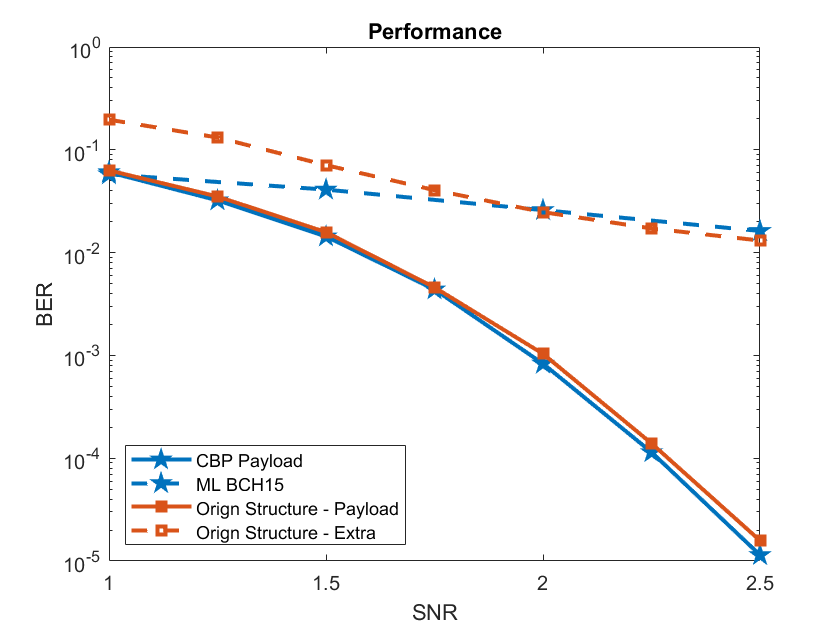 Performance
10^0
10^-1
10^-2
10^-3
10^-4
10^-5
BER
CBP Payload
ML BCH15
Orign Structure - Payload
Orign Structure - Extra
1 1.5 2 2.5
SNR